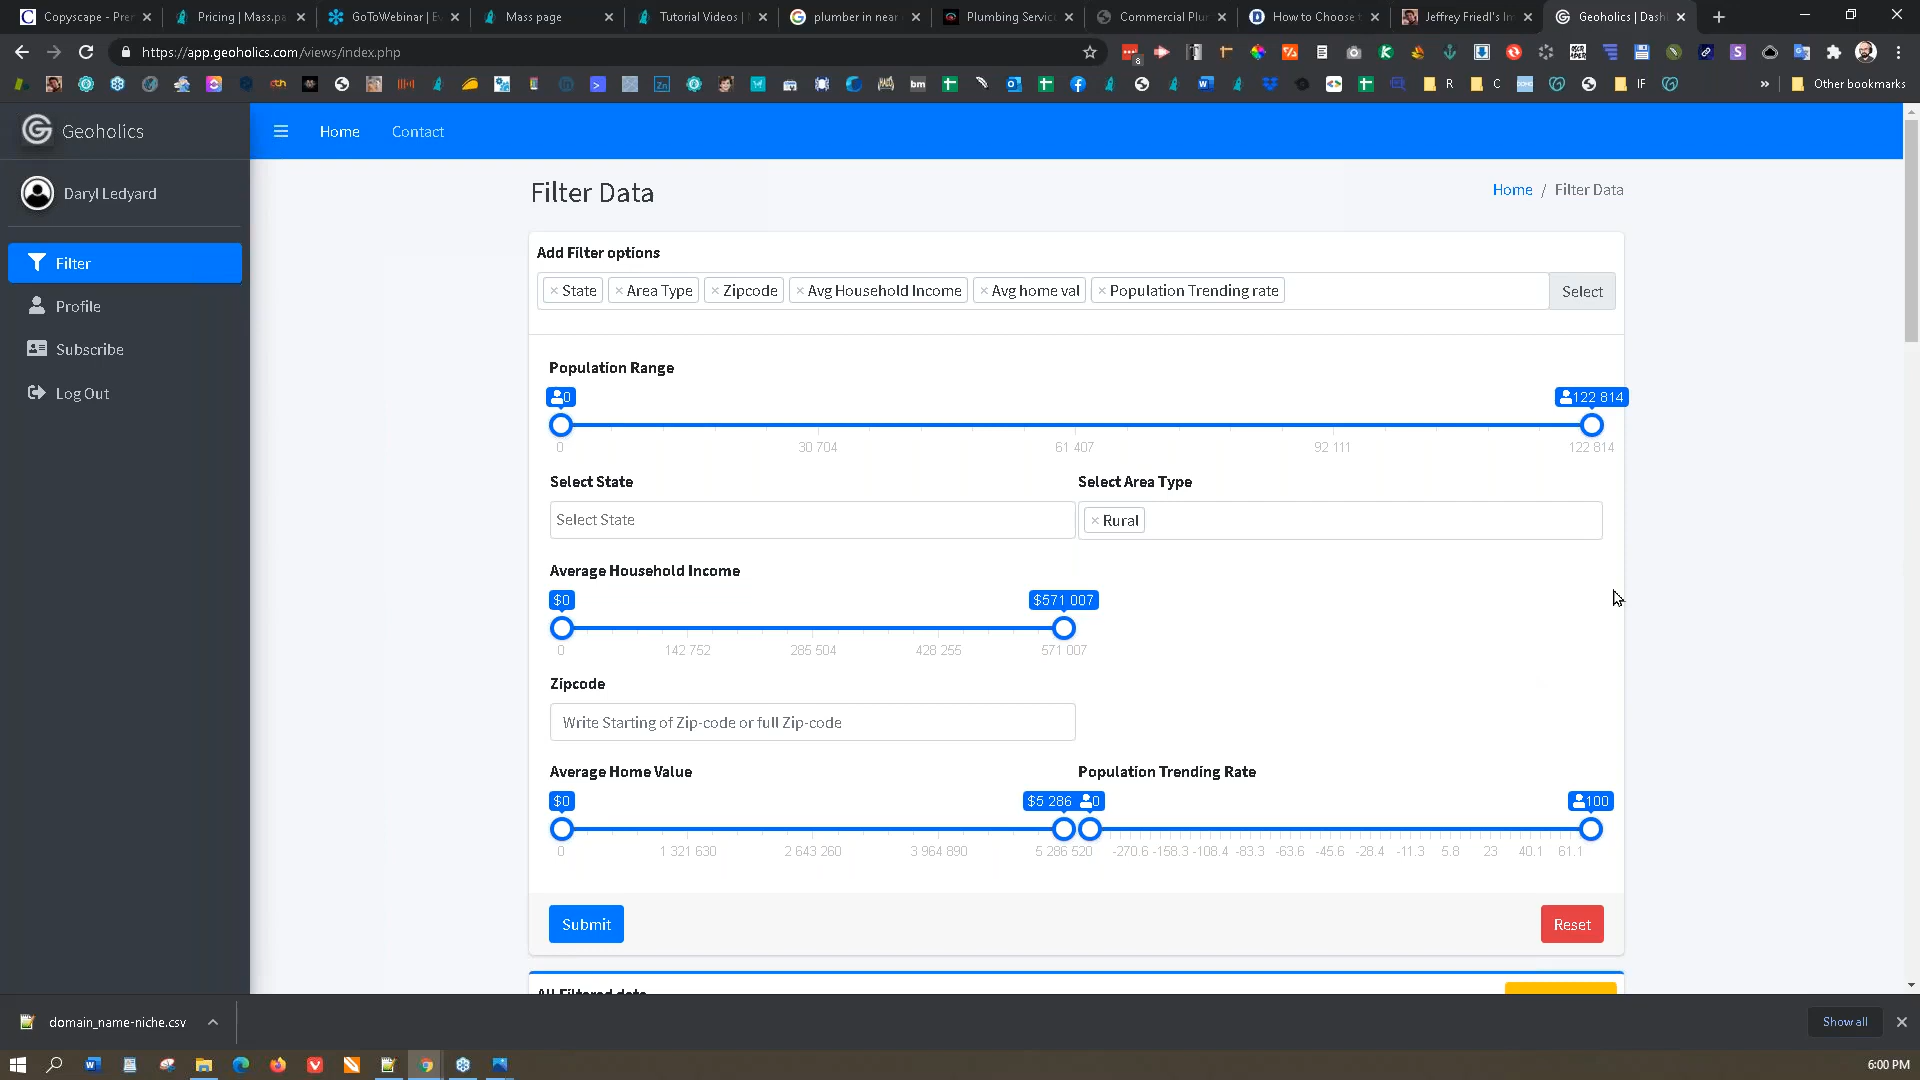 Copyscape - Pre
Pricing | Mass.pa
GoToWebinar | E
Mass page
Tutorial Videos |
plumber in near
Plumbing Servic
Commercial Plu
How to Choose
Jeffrey Friedl's Im
Geoholics | Dash
https://app.geoholics.com/views/index.php
8
Zn
bm
R
C
IF
»
Other bookmarks
Geoholics
Home
Contact
Daryl Ledyard
Filter
Profile
Subscribe
Log Out
Filter Data
Home / Filter Data
Add Filter options
× State × Area Type × Zipcode × Avg Household Income × Avg home val × Population Trending rate
Select
Population Range
0
122 814
0 30 704 61 407 92 111 122 814
Select State
Select Area Type
Select State
× Rural
Average Household Income
$0
$571 007
0 142 752 285 504 428 255 571 007
Zipcode
Write Starting of Zip-code or full Zip-code
Average Home Value
Population Trending Rate
$0
$5 286
0
100
0 1 321 630 2 643 260 3 964 890 5 286 520
-270.6 -158.3 -108.4 -83.3 -63.6 -45.6 -28.4 -11.3 5.8 23 40.1 61.1
Submit
Reset
All Filtered data
domain_name-niche.csv
Show all
6:00 PM